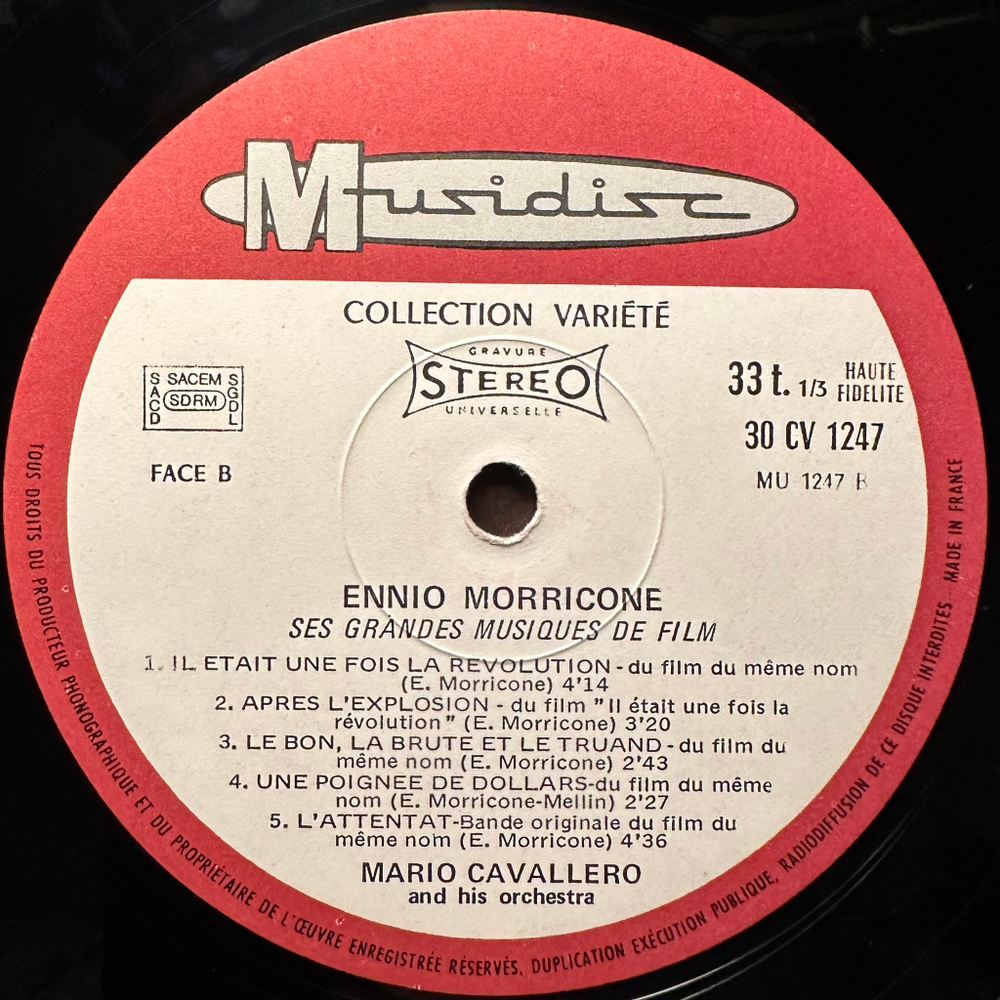 Musidisc
COLLECTION VARIÉTÉ
GRAVURE
STEREO
UNIVERSELLE
SACEM
SACD
SDRM
SGDL
33 t. 1/3 HAUTE FIDELITE
30 CV 1247
FACE B
MU 1247 B
ENNIO MORRICONE
SES GRANDES MUSIQUES DE FILM
1. IL ETAIT UNE FOIS LA REVOLUTION - du film du même nom
(E. Morricone) 4'14
2. APRES L'EXPLOSION - du film "Il était une fois la
révolution" (E. Morricone) 3'20
3. LE BON, LA BRUTE ET LE TRUAND - du film du
même nom (E. Morricone) 2'43
4. UNE POIGNEE DE DOLLARS-du film du même
nom (E. Morricone-Mellin) 2'27
5. L'ATTENTAT-Bande originale du film du
même nom (E. Morricone) 4'36
MARIO CAVALLERO
and his orchestra
TOUS DROITS DU PRODUCTEUR PHONOGRAPHIQUE ET DU PROPRIÉTAIRE DE L'ŒUVRE ENREGISTRÉE RÉSERVÉS, DUPLICATION EXÉCUTION PUBLIQUE, RADIODIFFUSION DE CE DISQUE INTERDITES - MADE IN FRANCE